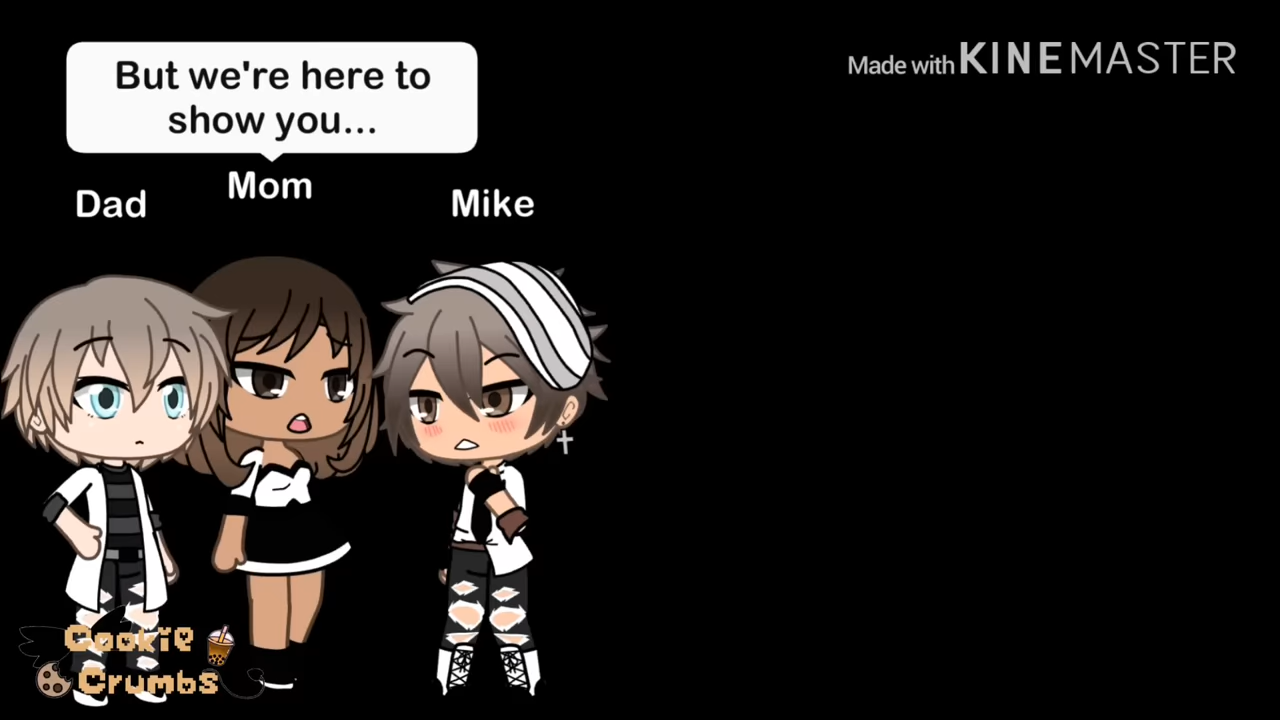 But we're here to
show you...
Made with KINEMASTER
Mom
Dad
Mike
Cookie
Crumbs